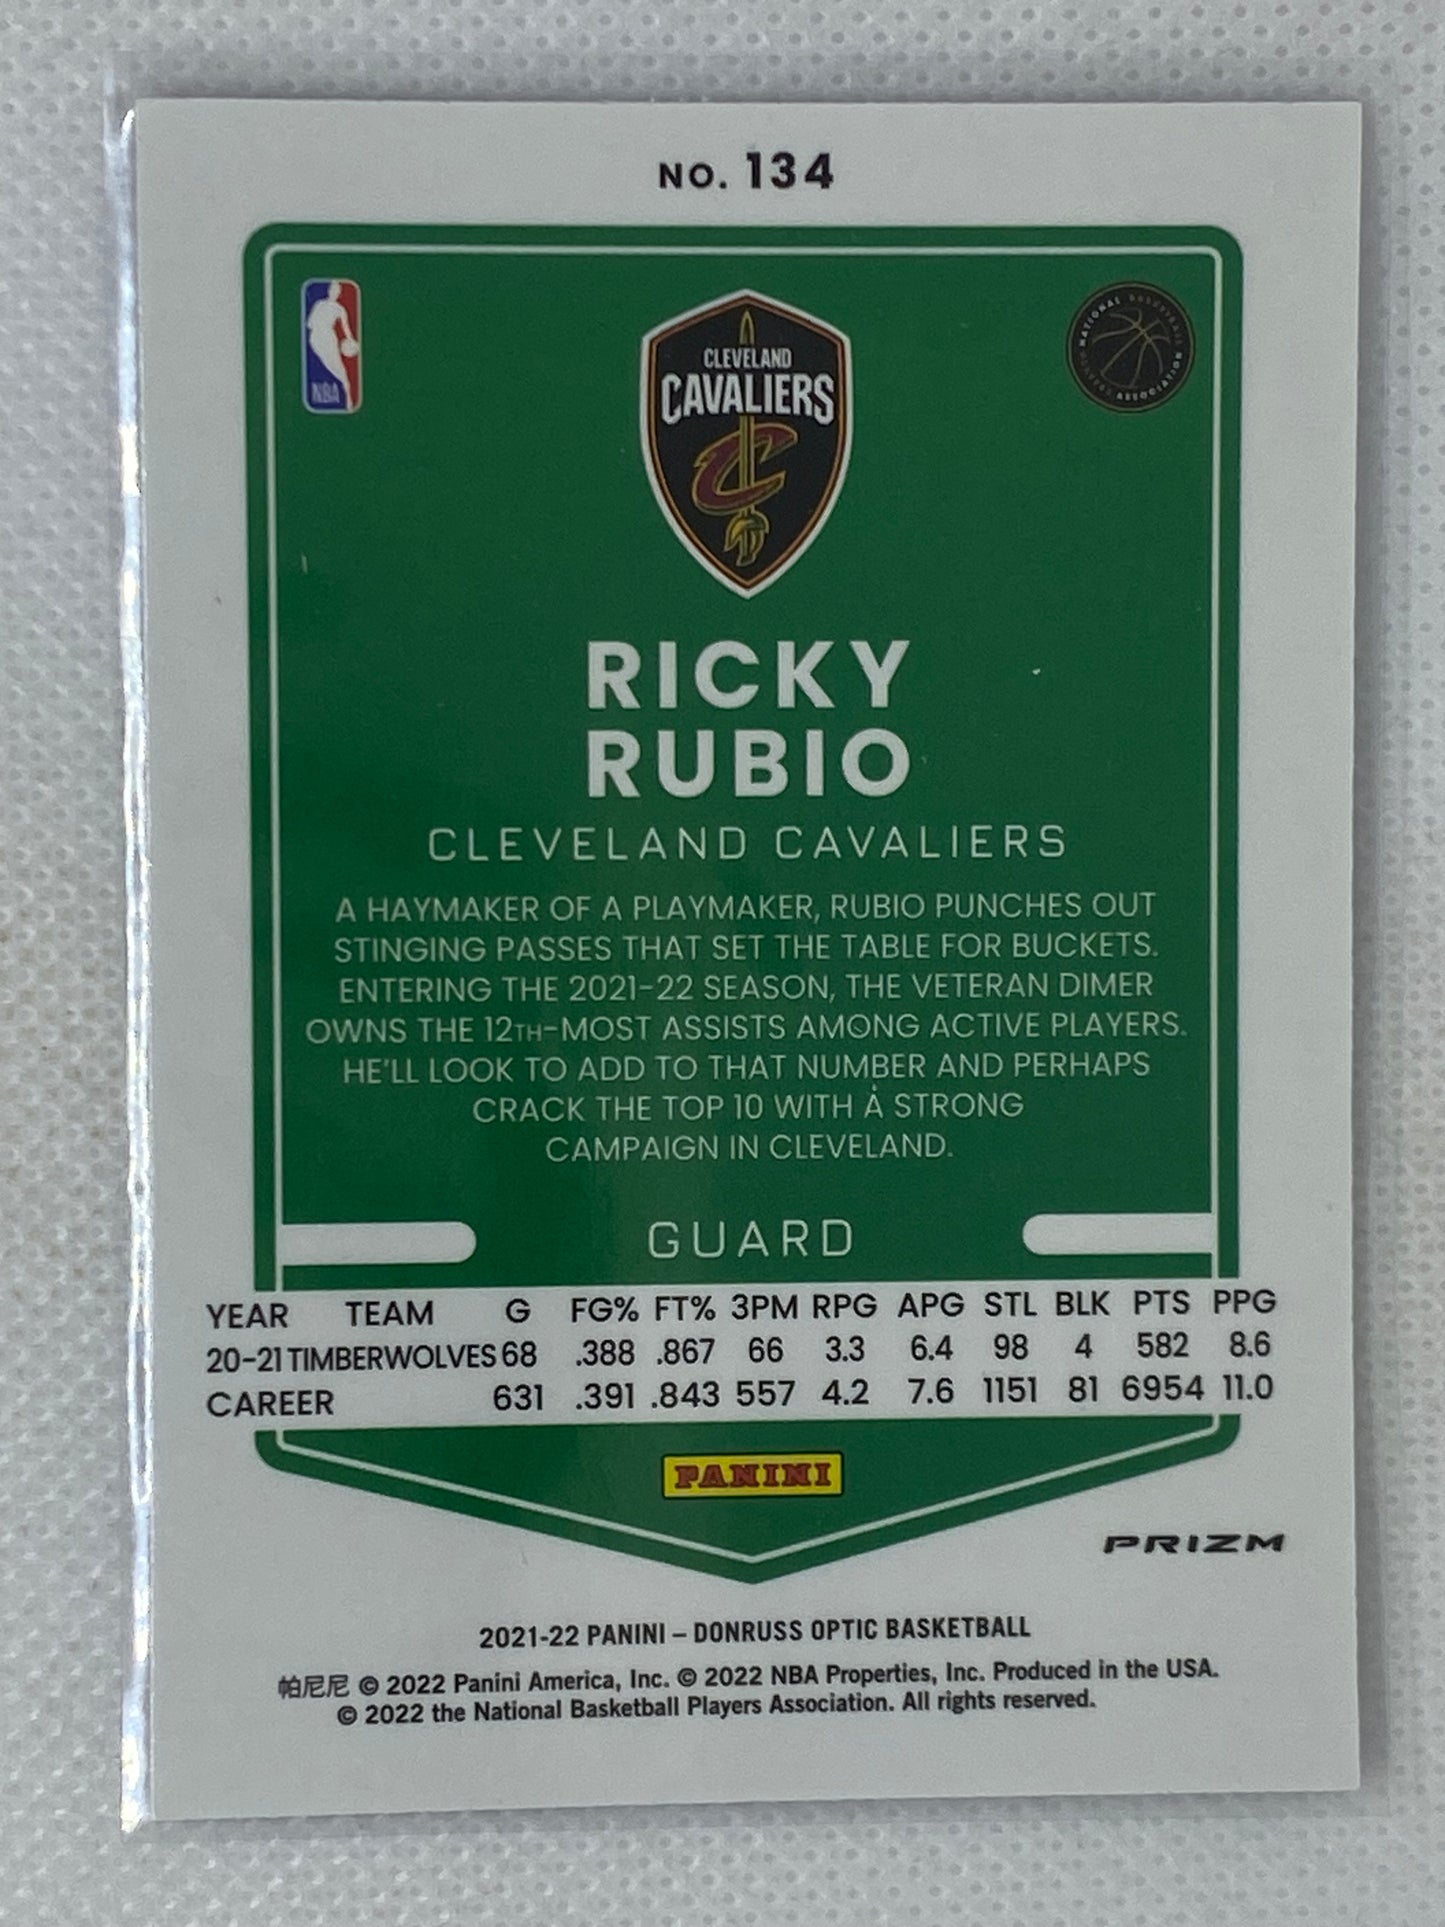 NO. 134
NBA
NATIONAL BASKETBALL PLAYERS ASSOCIATION
CLEVELAND
CAVALIERS
C
RICKY
RUBIO
CLEVELAND CAVALIERS
A HAYMAKER OF A PLAYMAKER, RUBIO PUNCHES OUT
STINGING PASSES THAT SET THE TABLE FOR BUCKETS.
ENTERING THE 2021-22 SEASON, THE VETERAN DIMER
OWNS THE 12TH-MOST ASSISTS AMONG ACTIVE PLAYERS.
HE'LL LOOK TO ADD TO THAT NUMBER AND PERHAPS
CRACK THE TOP 10 WITH A STRONG
CAMPAIGN IN CLEVELAND.
GUARD
YEAR TEAM G FG% FT% 3PM RPG APG STL BLK PTS PPG
20-21 TIMBERWOLVES 68 .388 .867 66 3.3 6.4 98 4 582 8.6
CAREER 631 .391 .843 557 4.2 7.6 1151 81 6954 11.0
PANINI
PRIZM
2021-22 PANINI – DONRUSS OPTIC BASKETBALL
帕尼尼 © 2022 Panini America, Inc. © 2022 NBA Properties, Inc. Produced in the USA.
© 2022 the National Basketball Players Association. All rights reserved.